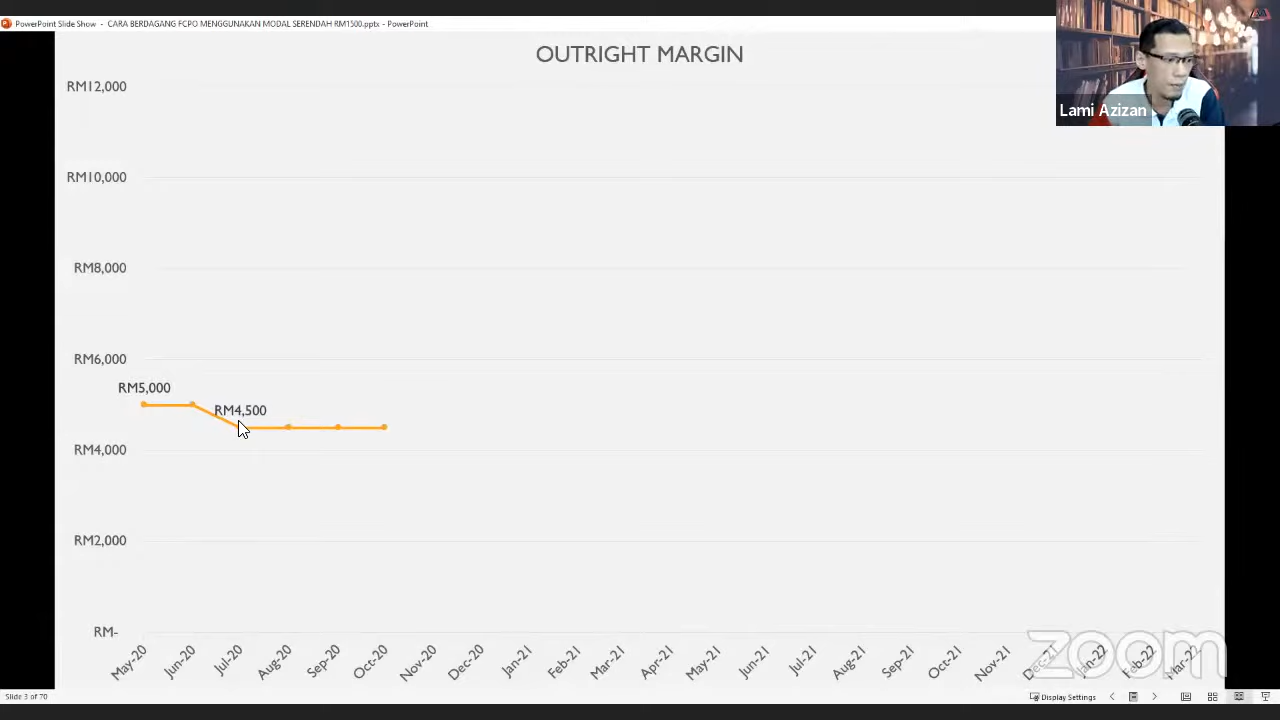 PowerPoint Slide Show - CARA BERDAGANG FCPO MENGGUNAKAN MODAL SERENDAH RM1500.pptx - PowerPoint
OUTRIGHT MARGIN
Lami Azizan
RM12,000
RM10,000
RM8,000
RM6,000
RM5,000
RM4,500
RM4,000
RM2,000
RM-
May-20
Jun-20
Jul-20
Aug-20
Sep-20
Oct-20
Nov-20
Dec-20
Jan-21
Feb-21
Mar-21
Apr-21
May-21
Jun-21
Jul-21
Aug-21
Sep-21
Oct-21
Nov-21
Dec-21
Jan-22
Feb-22
Mar-22
zoom
Slide 3 of 70
Display Settings